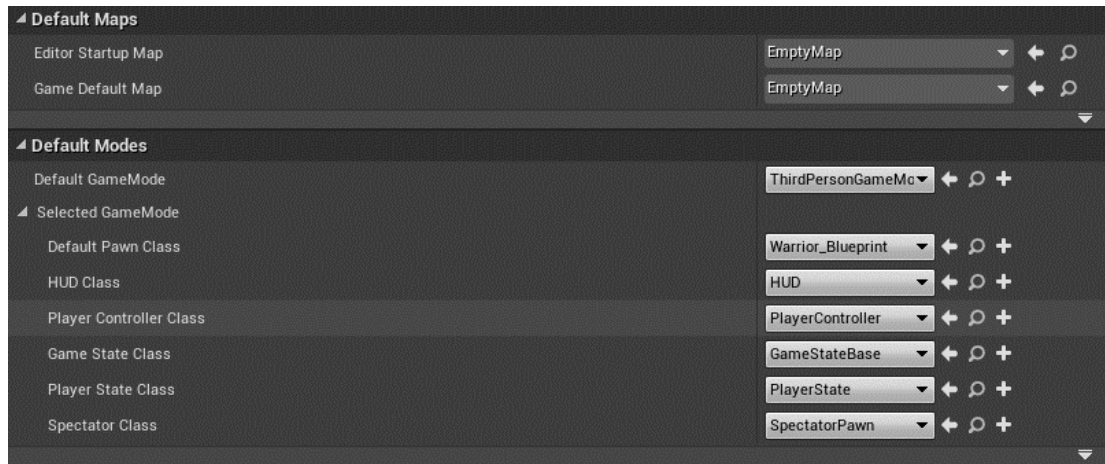 Default Maps
Editor Startup Map EmptyMap
Game Default Map EmptyMap
Default Modes
Default GameMode ThirdPersonGameMo
Selected GameMode
Default Pawn Class Warrior_Blueprint
HUD Class HUD
Player Controller Class PlayerController
Game State Class GameStateBase
Player State Class PlayerState
Spectator Class SpectatorPawn